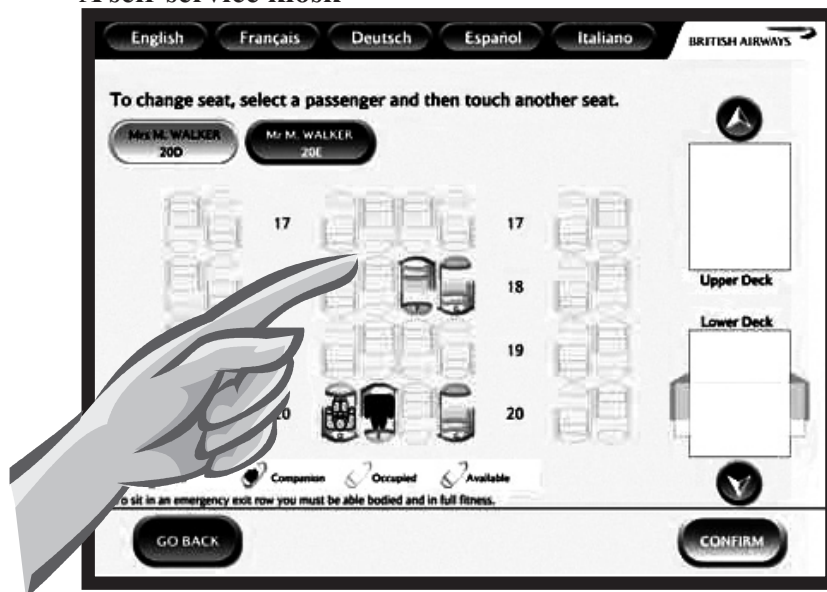 A self-service kiosk
English Français Deutsch Español Italiano BRITISH AIRWAYS
To change seat, select a passenger and then touch another seat.
Mrs M. WALKER Mr M. WALKER
20D 20E
17 17
18
Upper Deck
Lower Deck
19
20 20
Companion Occupied Available
sit in an emergency exit row you must be able bodied and in full fitness.
GO BACK CONFIRM